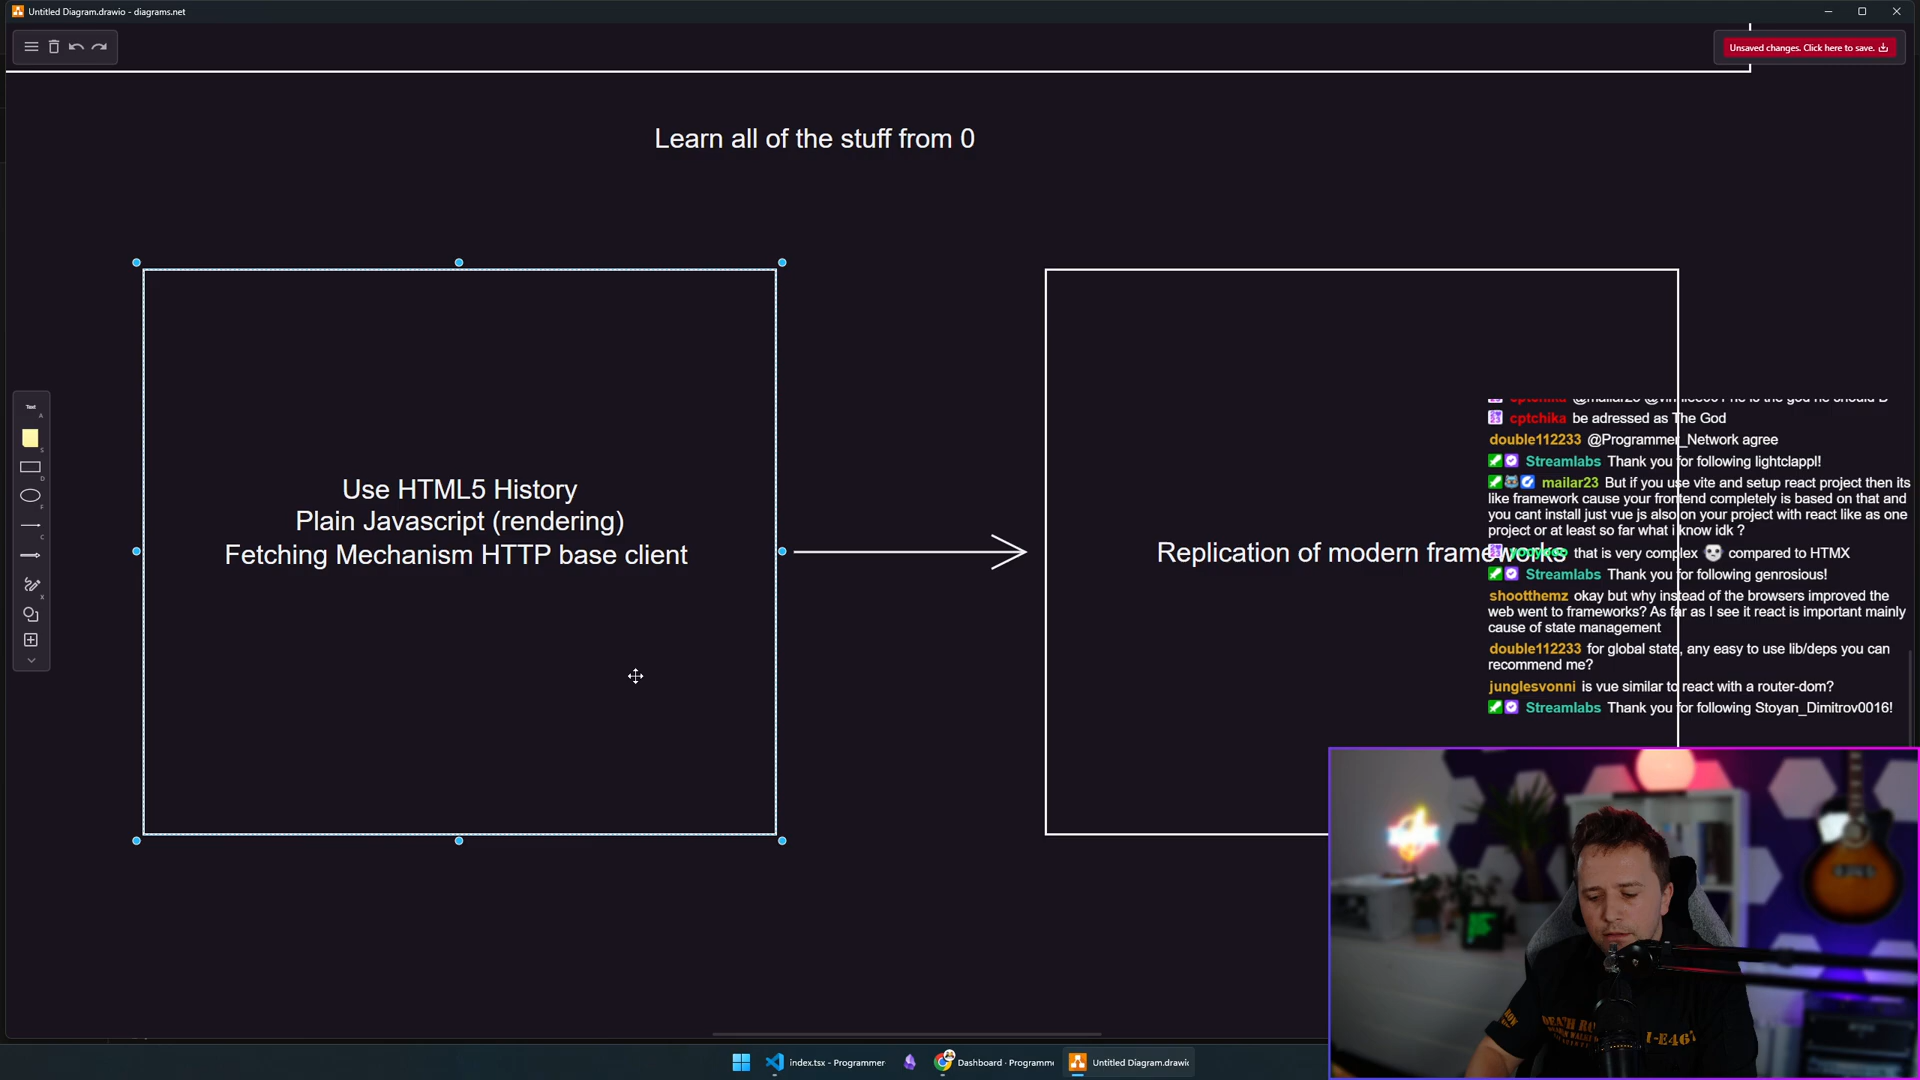 Untitled Diagram.drawio - diagrams.net
Unsaved changes. Click here to save.
Learn all of the stuff from 0
Use HTML5 History
Plain Javascript (rendering)
Fetching Mechanism HTTP base client
Replication of modern frameworks
Text
A
S
D
F
C
X
cptchika be adressed as The God
double112233 @Programmer_Network agree
Streamlabs Thank you for following lightclappl!
mailar23 But if you use vite and setup react project then its
like framework cause your frontend completely is based on that and
you cant install just vue js also on your project with react like as one
project or at least so far what i know idk ?
that is very complex compared to HTMX
Streamlabs Thank you for following genrosious!
shootthemz okay but why instead of the browsers improved the
web went to frameworks? As far as I see it react is important mainly
cause of state management
double112233 for global state, any easy to use lib/deps you can
recommend me?
junglesvonni is vue similar to react with a router-dom?
Streamlabs Thank you for following Stoyan_Dimitrov0016!
index.tsx - Programmer
Dashboard - Programme
Untitled Diagram.drawio